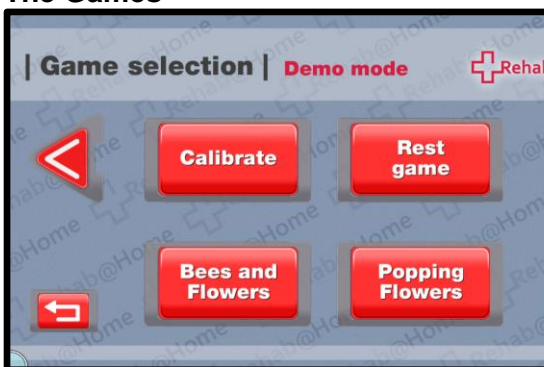 The Games
| Game selection | Demo mode
Rehab
Calibrate
Rest
game
Bees and
Flowers
Popping
Flowers